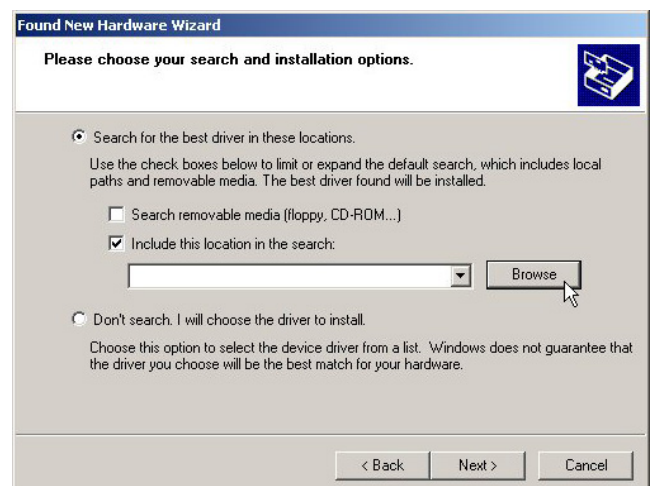 Found New Hardware Wizard
Please choose your search and installation options.
Search for the best driver in these locations.
Use the check boxes below to limit or expand the default search, which includes local
paths and removable media. The best driver found will be installed.
Search removable media (floppy, CD-ROM...)
Include this location in the search:
Browse
Don't search. I will choose the driver to install.
Choose this option to select the device driver from a list. Windows does not guarantee that
the driver you choose will be the best match for your hardware.
< Back Next > Cancel